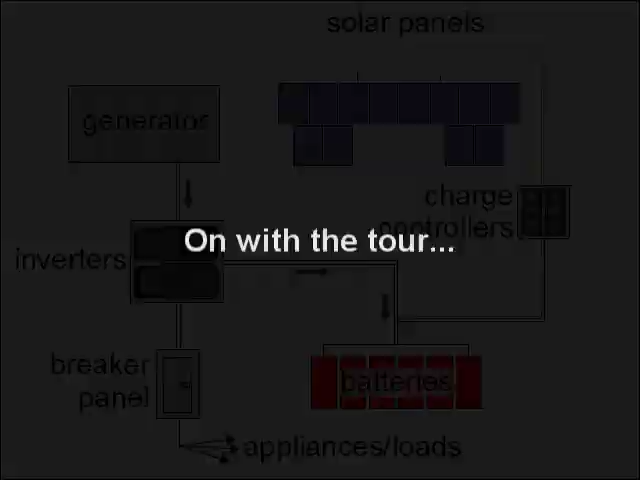 solar panels
generator
charge
controllers
On with the tour...
inverters
breaker
panel
batteries
appliances/loads